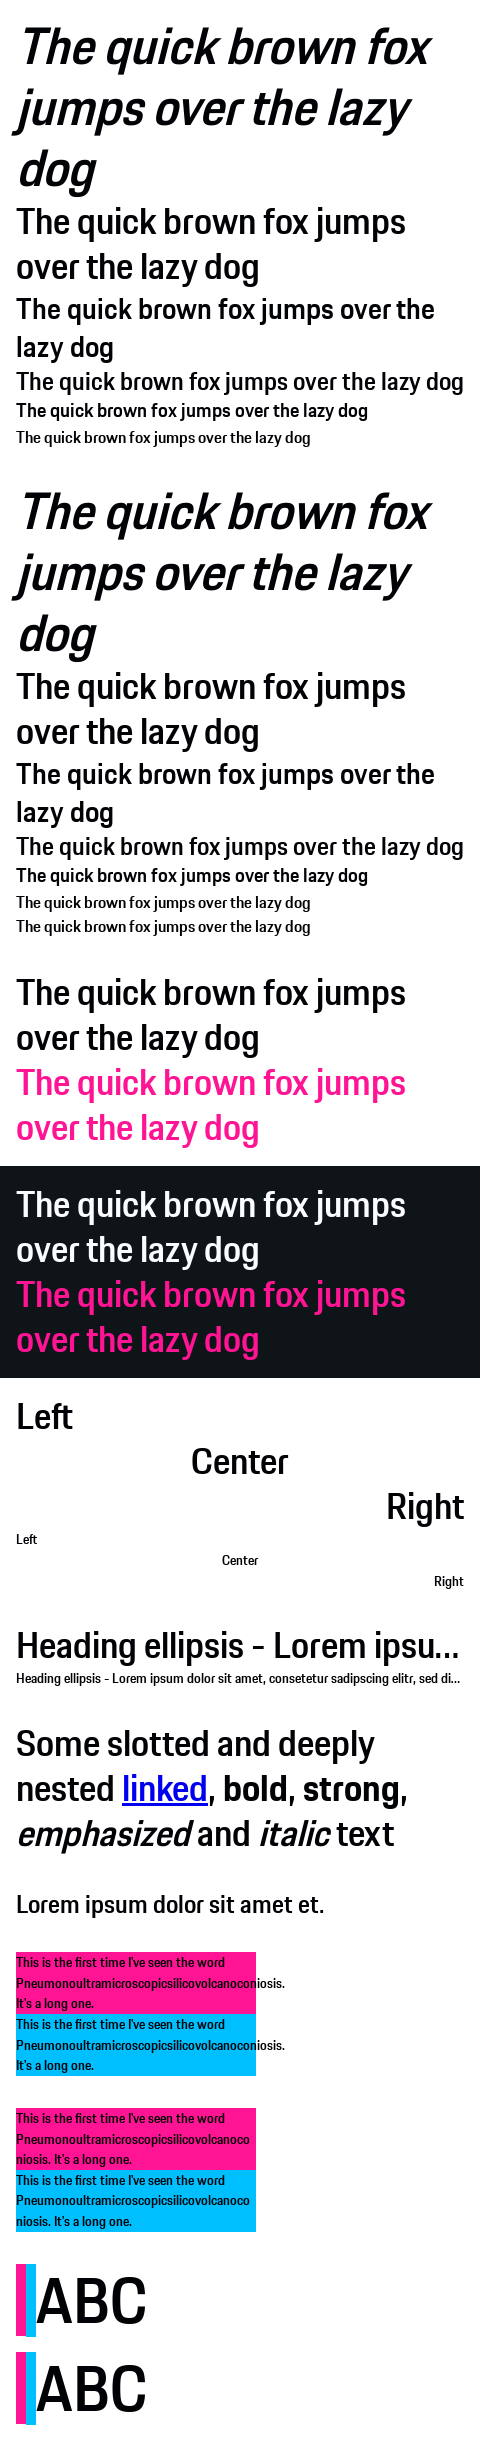 The quick brown fox
jumps over the lazy
dog
The quick brown fox jumps
over the lazy dog
The quick brown fox jumps over the
lazy dog
The quick brown fox jumps over the lazy dog
The quick brown fox jumps over the lazy dog
The quick brown fox jumps over the lazy dog
The quick brown fox
jumps over the lazy
dog
The quick brown fox jumps
over the lazy dog
The quick brown fox jumps over the
lazy dog
The quick brown fox jumps over the lazy dog
The quick brown fox jumps over the lazy dog
The quick brown fox jumps over the lazy dog
The quick brown fox jumps over the lazy dog
The quick brown fox jumps
over the lazy dog
The quick brown fox jumps
over the lazy dog
The quick brown fox jumps
over the lazy dog
The quick brown fox jumps
over the lazy dog
Left
Center
Right
Left
Center
Right
Heading ellipsis - Lorem ipsu...
Heading ellipsis - Lorem ipsum dolor sit amet, consetetur sadipscing elitr, sed di...
Some slotted and deeply
nested linked, bold, strong,
emphasized and italic text
Lorem ipsum dolor sit amet et.
This is the first time I've seen the word
Pneumonoultramicroscopicsilicovolcanoconiosis.
It's a long one.
This is the first time I've seen the word
Pneumonoultramicroscopicsilicovolcanoconiosis.
It's a long one.
This is the first time I've seen the word
Pneumonoultramicroscopicsilicovolcanoco
niosis. It's a long one.
This is the first time I've seen the word
Pneumonoultramicroscopicsilicovolcanoco
niosis. It's a long one.
ABC
ABC